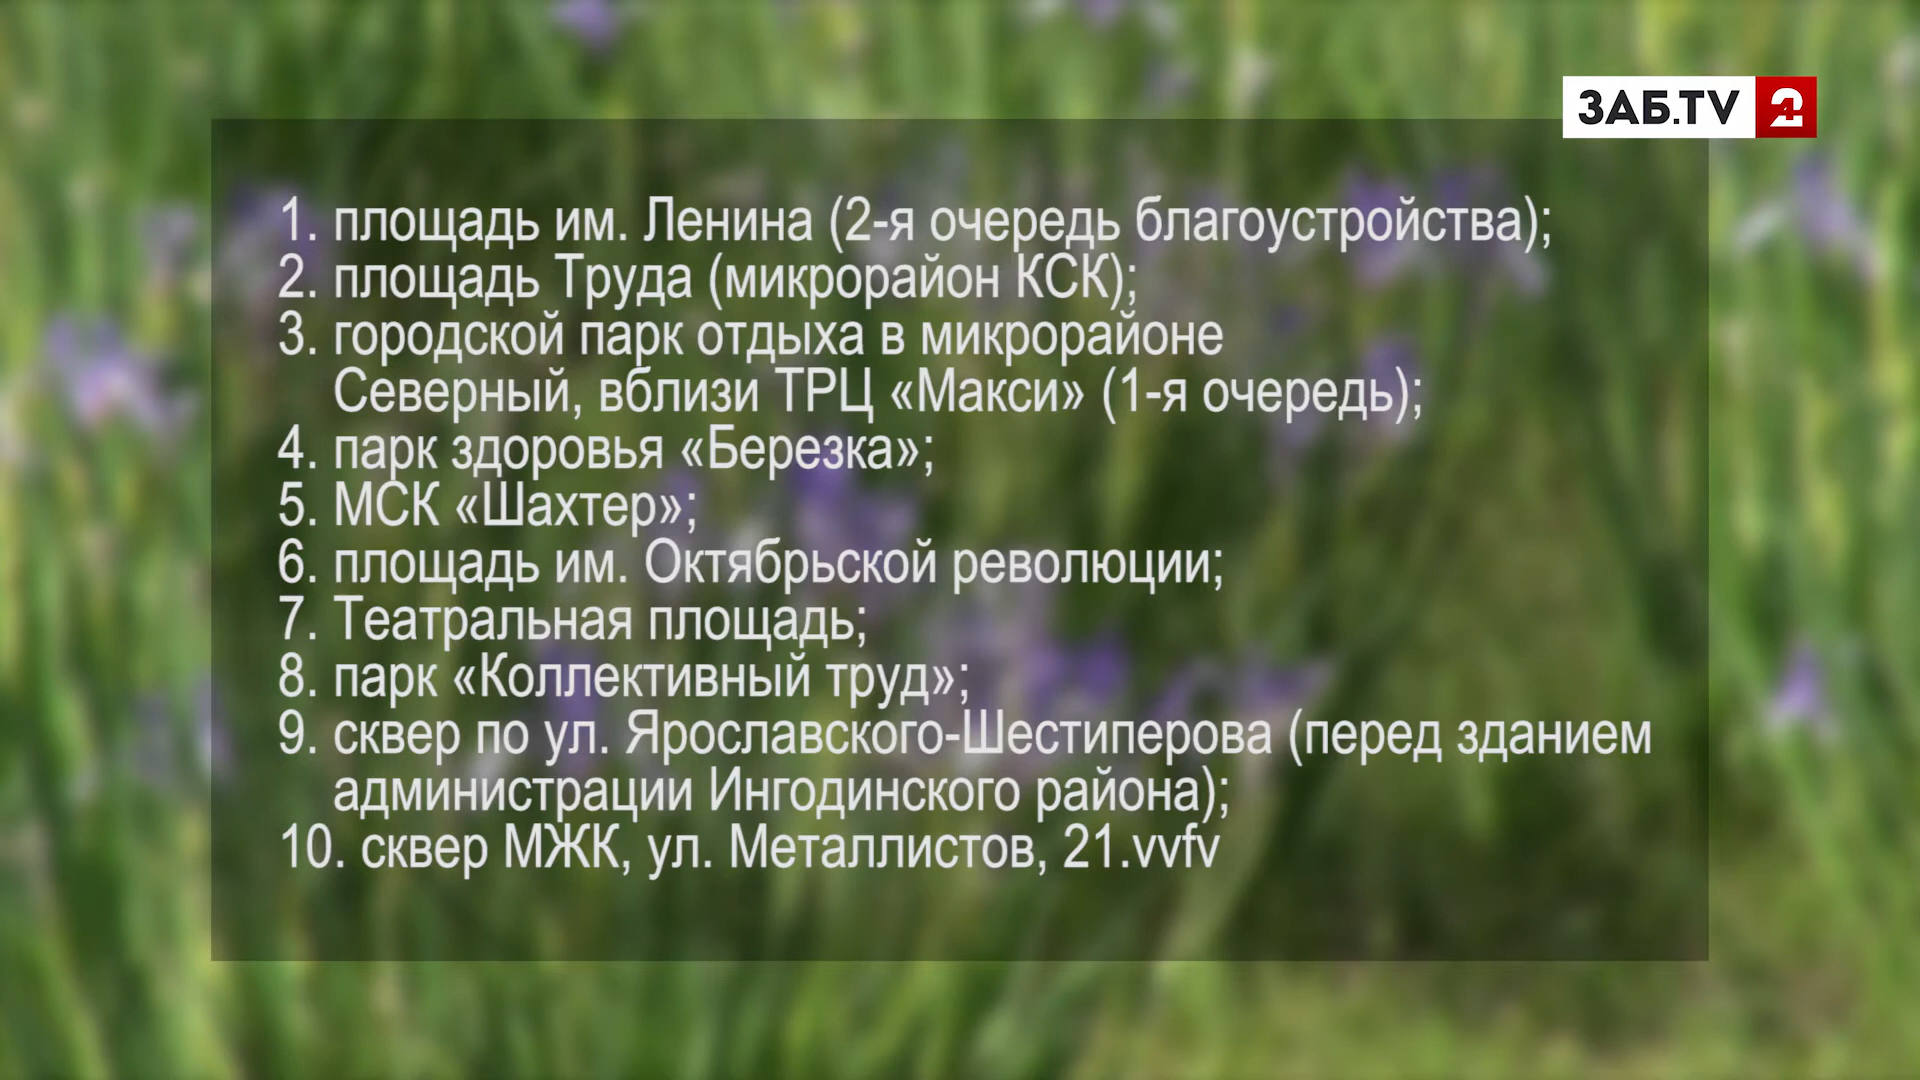 ЗАБ.TV 24
1. площадь им. Ленина (2-я очередь благоустройства);
2. площадь Труда (микрорайон КСК);
3. городской парк отдыха в микрорайоне
Северный, вблизи ТРЦ «Макси» (1-я очередь);
4. парк здоровья «Березка»;
5. МСК «Шахтер»;
6. площадь им. Октябрьской революции;
7. Театральная площадь;
8. парк «Коллективный труд»;
9. сквер по ул. Ярославского-Шестиперова (перед зданием
администрации Ингодинского района);
10. сквер МЖК, ул. Металлистов, 21.vvfv